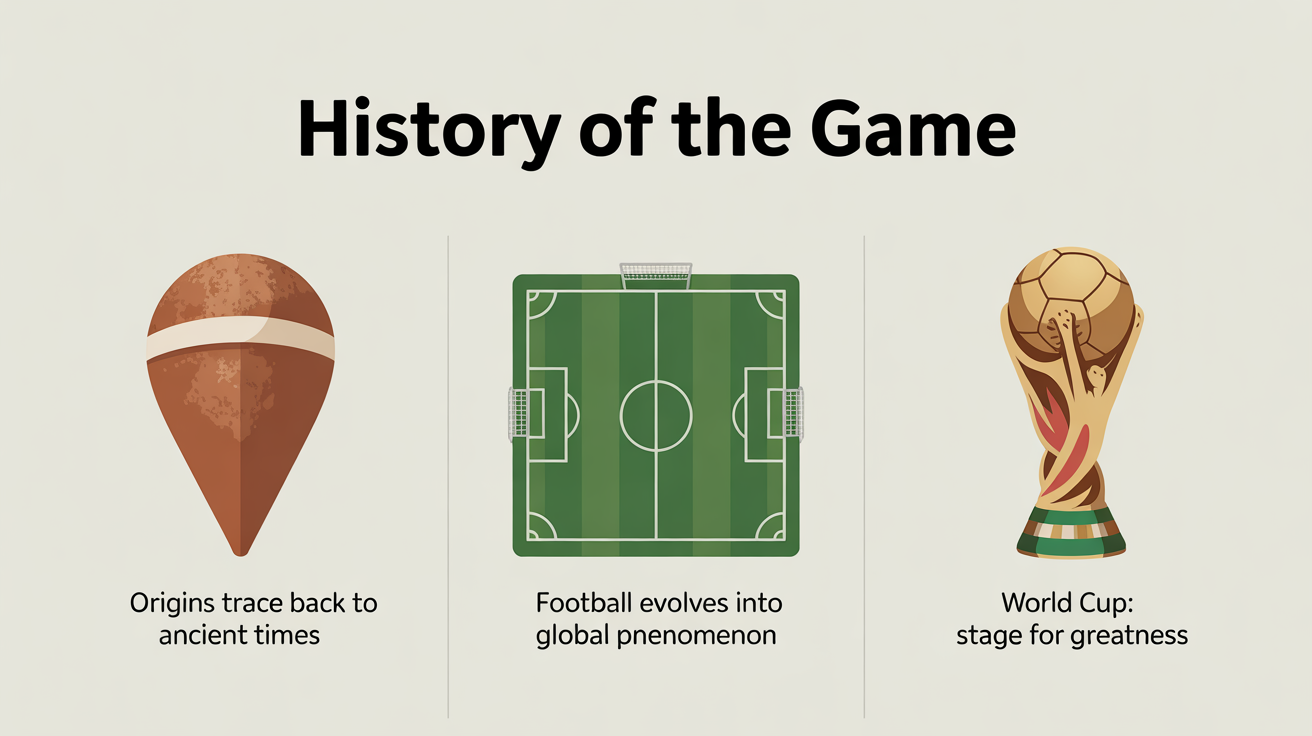 History of the Game
Origins trace back to
ancient times
Football evolves into
global pnenomenon
World Cup:
stage for greatness